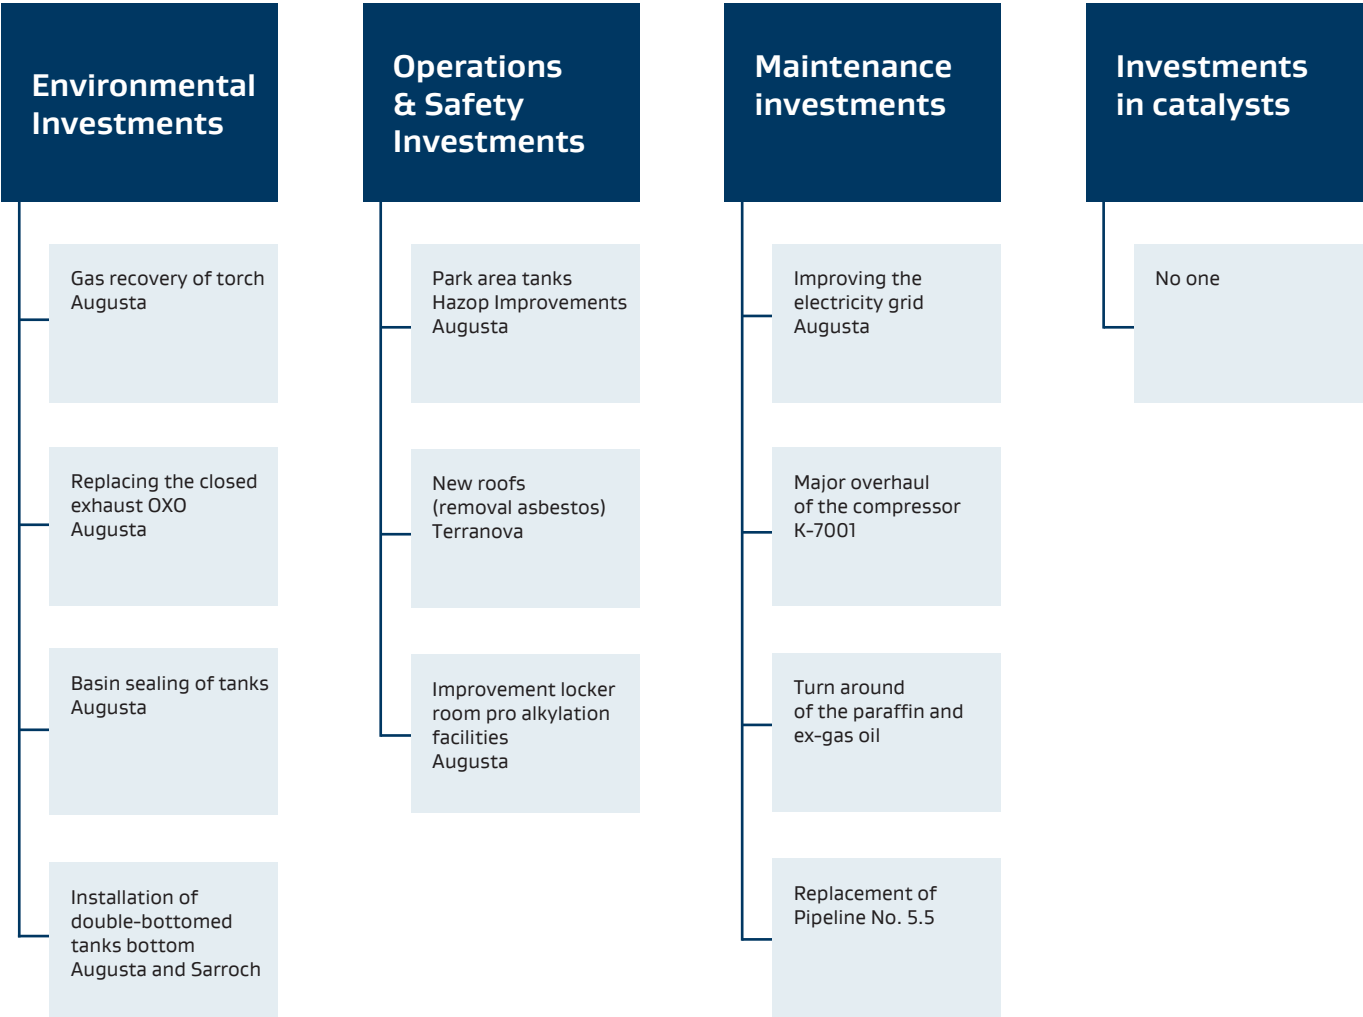 Environmental
Investments
Gas recovery of torch
Augusta
Replacing the closed
exhaust OXO
Augusta
Basin sealing of tanks
Augusta
Installation of
double-bottomed
tanks bottom
Augusta and Sarroch
Operations
& Safety
Investments
Park area tanks
Hazop Improvements
Augusta
New roofs
(removal asbestos)
Terranova
Improvement locker
room pro alkylation
facilities
Augusta
Maintenance
investments
Improving the
electricity grid
Augusta
Major overhaul
of the compressor
K-7001
Turn around
of the paraffin and
ex-gas oil
Replacement of
Pipeline No. 5.5
Investments
in catalysts
No one